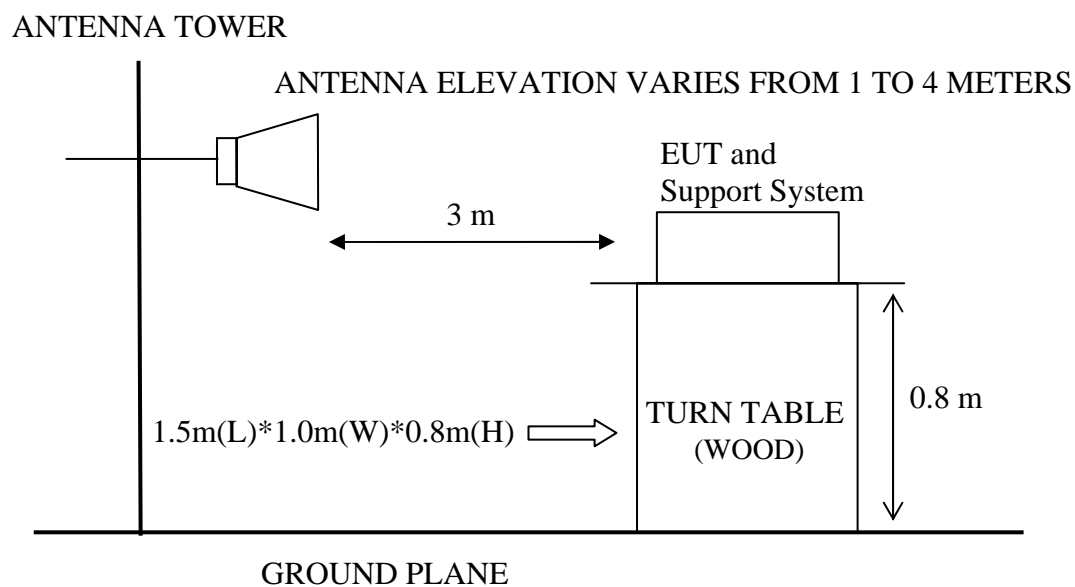 ANTENNA TOWER
ANTENNA ELEVATION VARIES FROM 1 TO 4 METERS
EUT and
Support System
3 m
0.8 m
1.5m(L)*1.0m(W)*0.8m(H)
TURN TABLE
(WOOD)
GROUND PLANE